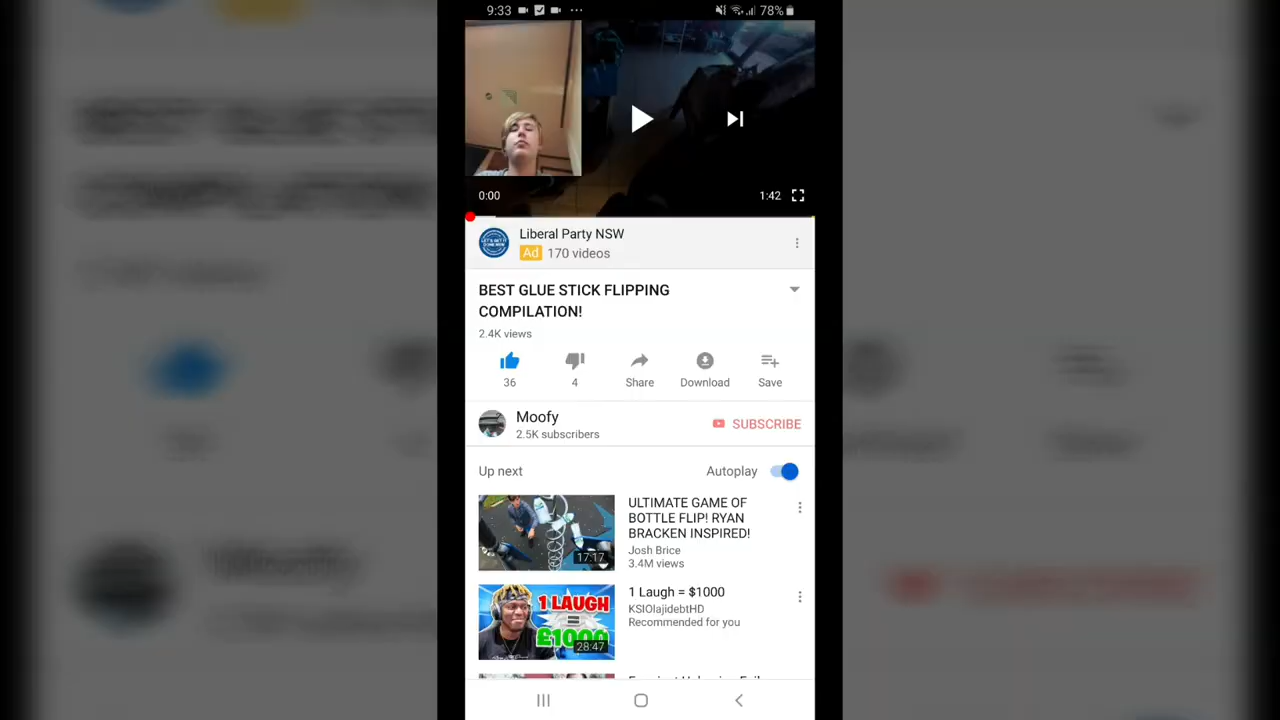 9:33
78%
0:00
1:42
Liberal Party NSW
Ad 170 videos
BEST GLUE STICK FLIPPING
COMPILATION!
2.4K views
36
4
Share
Download
Save
Moofy
2.5K subscribers
SUBSCRIBE
Up next
Autoplay
ULTIMATE GAME OF
BOTTLE FLIP! RYAN
BRACKEN INSPIRED!
Josh Brice
3.4M views
17:17
1 LAUGH
=
£1000
28:47
1 Laugh = $1000
KSIOlajidebtHD
Recommended for you